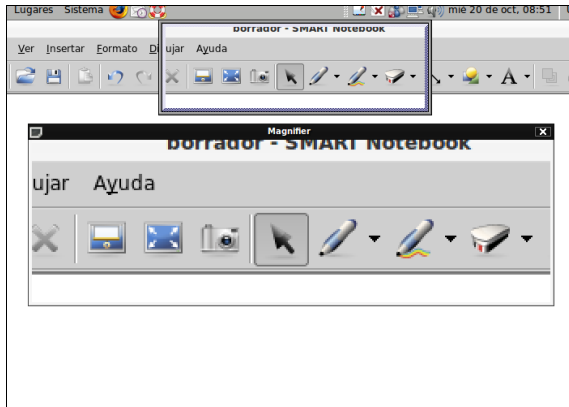 Lugares Sistema mié 20 de oct, 08:51
borrador - SMART Notebook
Ver Insertar Formato Dibujar Ayuda
A
Magnifier
borrador - SMART Notebook
ujar Ayuda